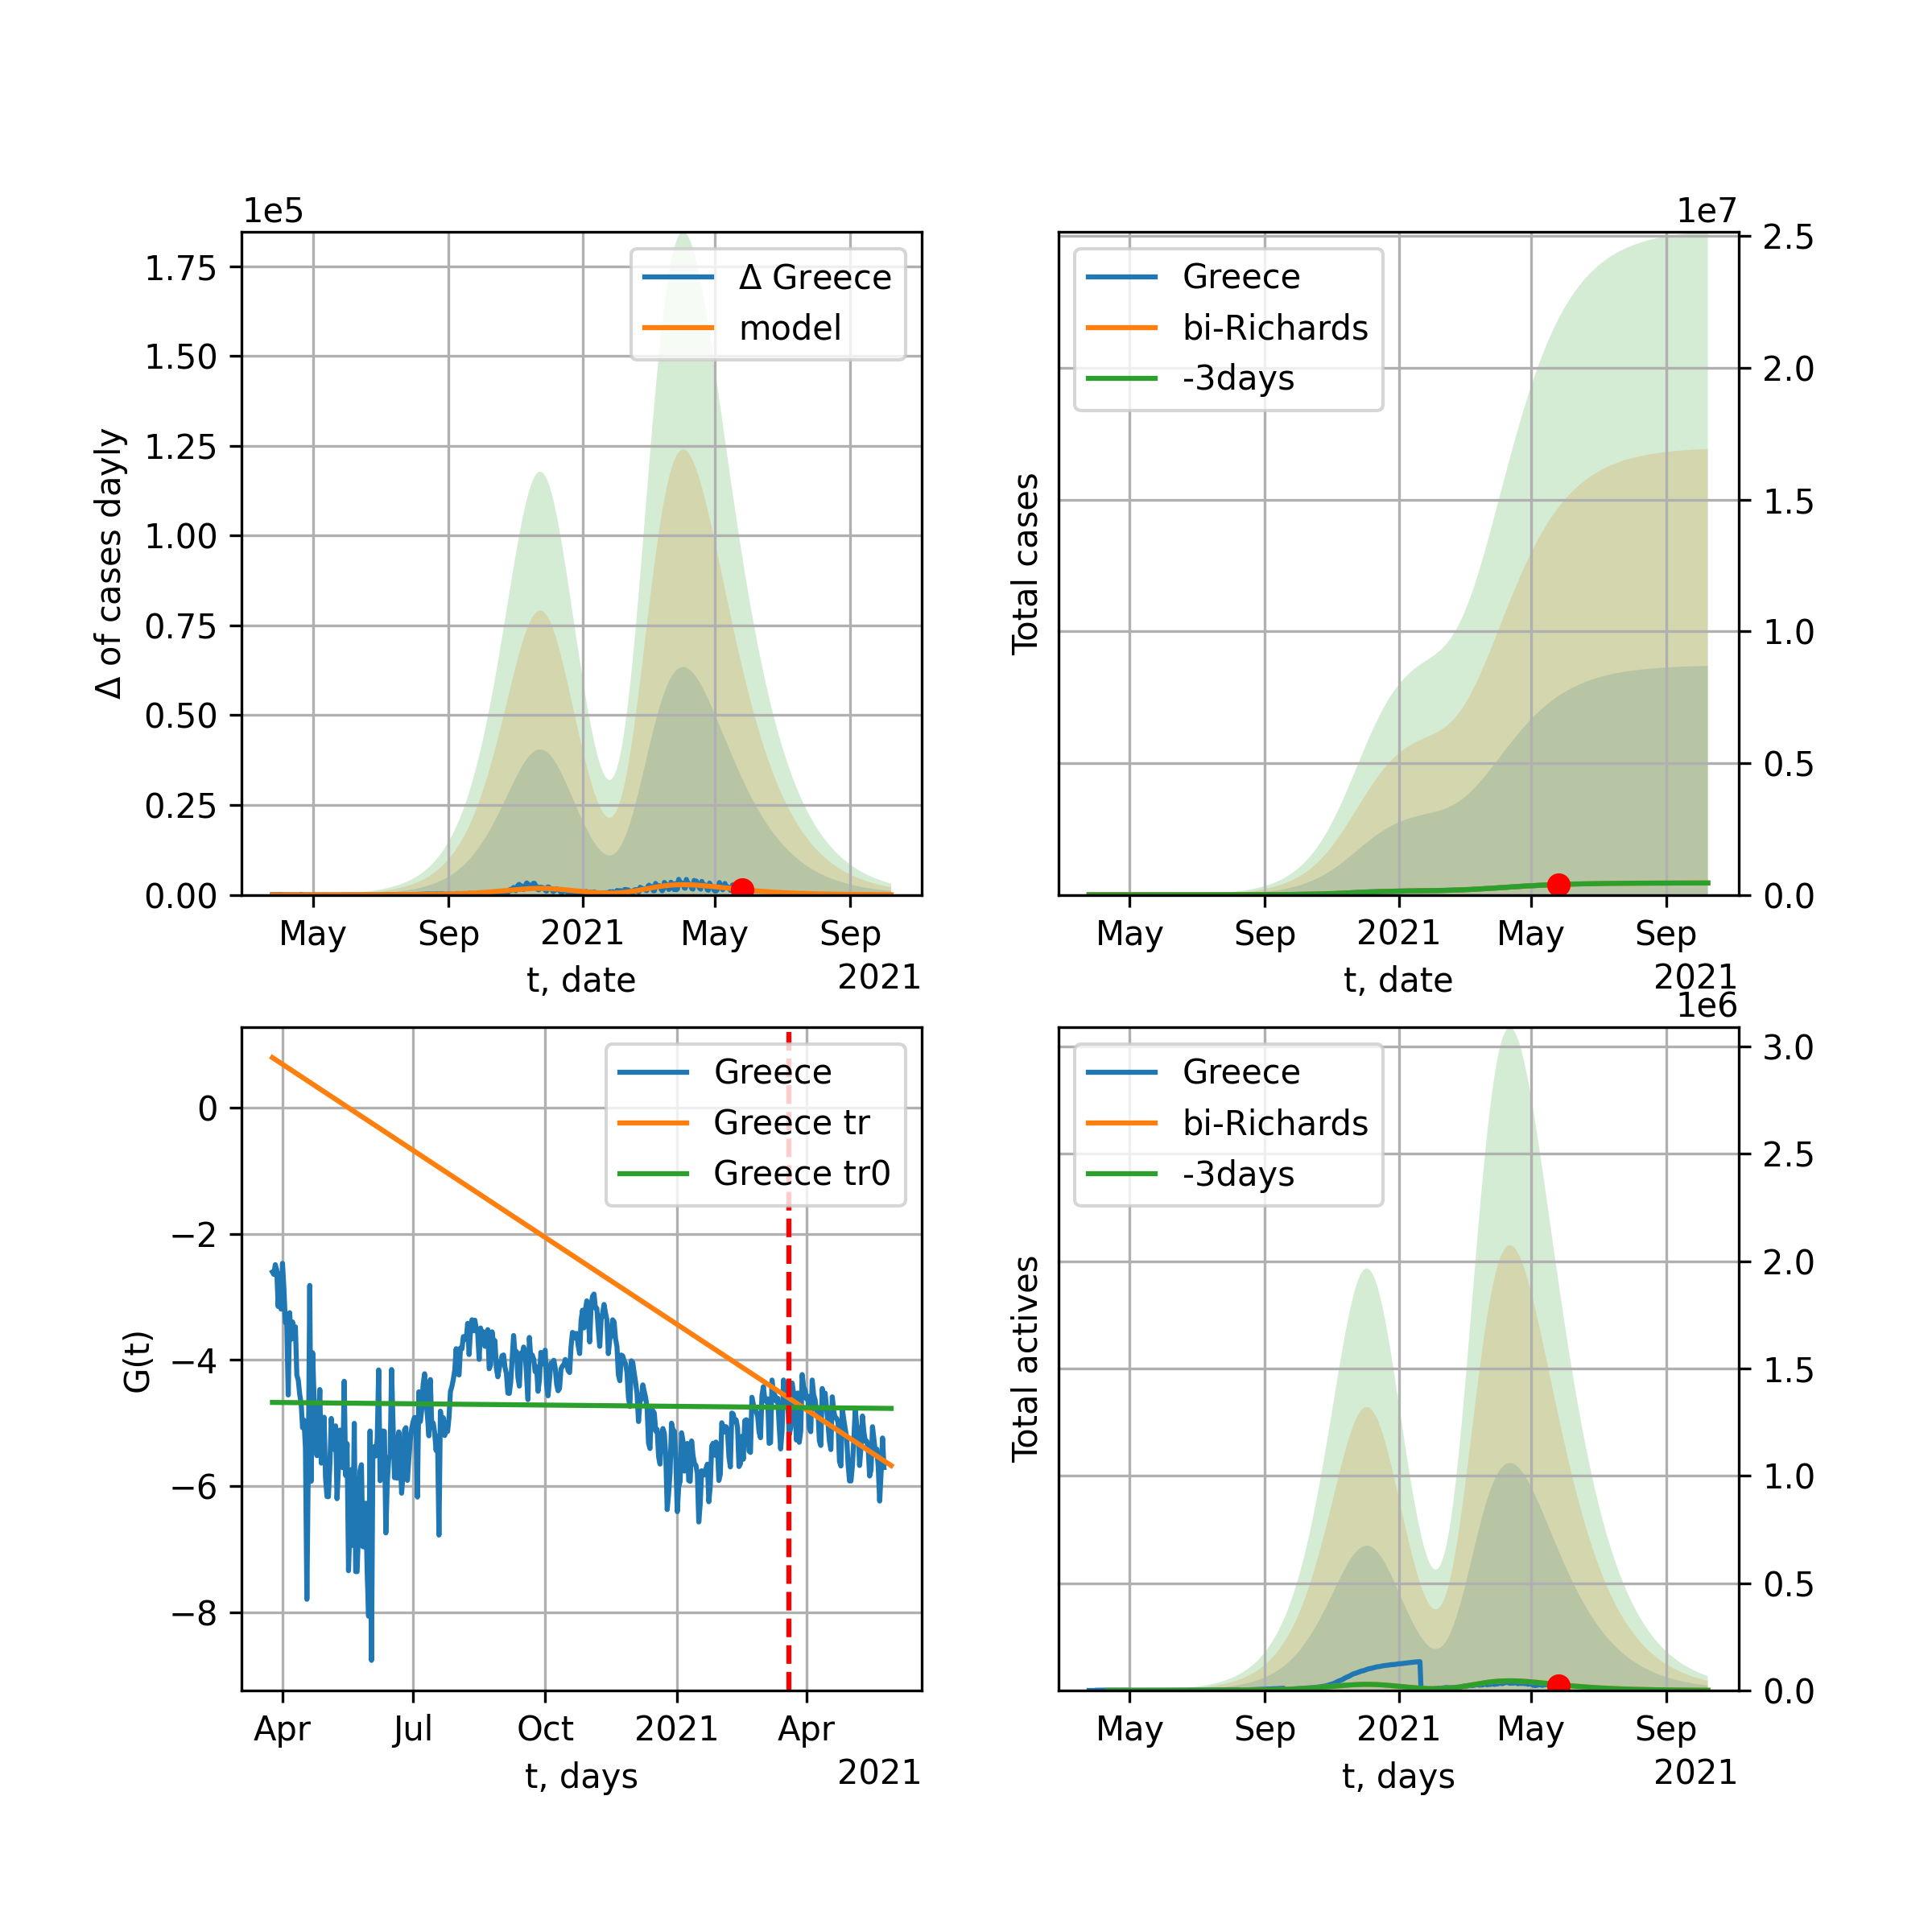 1e5
1.75
1.50
1.25
1.00
0.75
0.50
0.25
0.00
Δ of cases dayly
Δ Greece
model
May
Sep
2021
May
Sep
t, date
2021
1e7
2.5
2.0
1.5
1.0
0.5
0.0
Total cases
Greece
bi-Richards
-3days
May
Sep
2021
May
Sep
t, date
2021
0
−2
−4
−6
−8
G(t)
Greece
Greece tr
Greece tr0
Apr
Jul
Oct
2021
Apr
t, days
2021
1e6
3.0
2.5
2.0
1.5
1.0
0.5
0.0
Total actives
Greece
bi-Richards
-3days
May
Sep
2021
May
Sep
t, days
2021